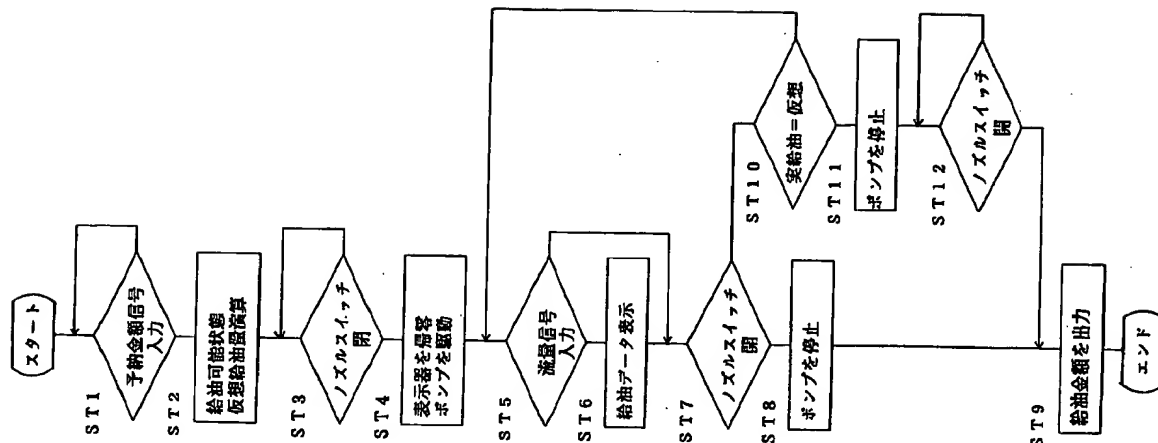 スタート
ST1
予納金額信号
入力
ST2
給油可能状態
仮想給油量演算
ST3
ノズルスイッチ
閉
ST4
表示器を帰零
ポンプを駆動
ST5
流量信号
入力
ST6
給油データ表示
ST7
ノズルスイッチ
開
ST8
ポンプを停止
ST10
実給油=仮想
ST11
ポンプを停止
ST12
ノズルスイッチ
開
ST9
給油金額を出力
エンド